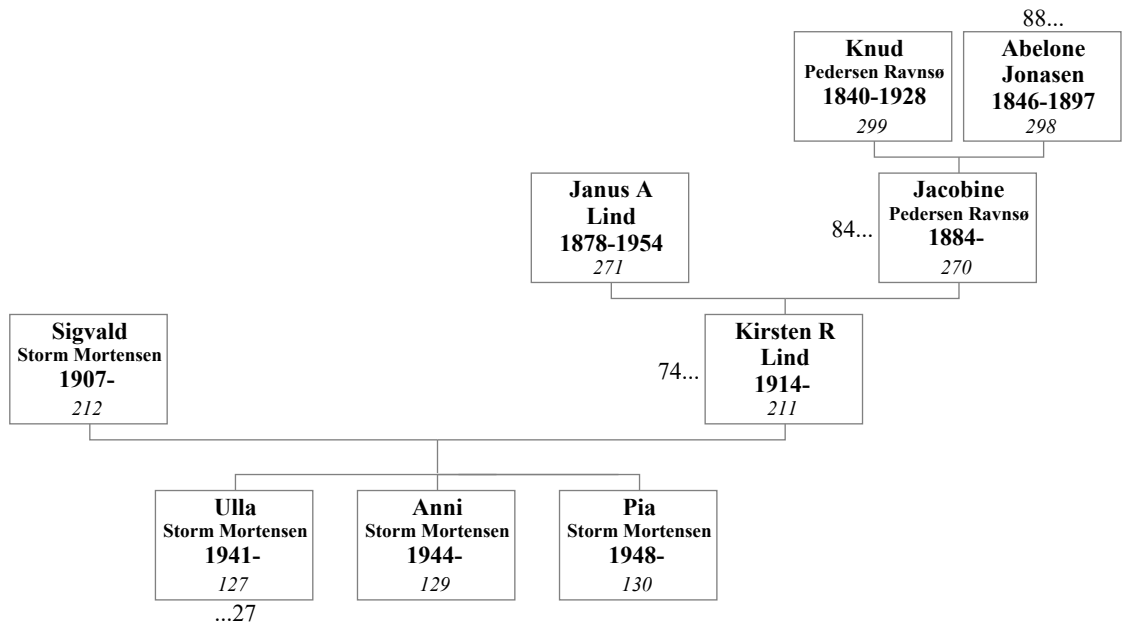 88...
Knud
Pedersen Ravnsø
1840-1928
299
Abelone
Jonasen
1846-1897
298
Janus A
Lind
1878-1954
271
84...
Jacobine
Pedersen Ravnsø
1884-
270
Sigvald
Storm Mortensen
1907-
212
74...
Kirsten R
Lind
1914-
211
Ulla
Storm Mortensen
1941-
127
...27
Anni
Storm Mortensen
1944-
129
Pia
Storm Mortensen
1948-
130